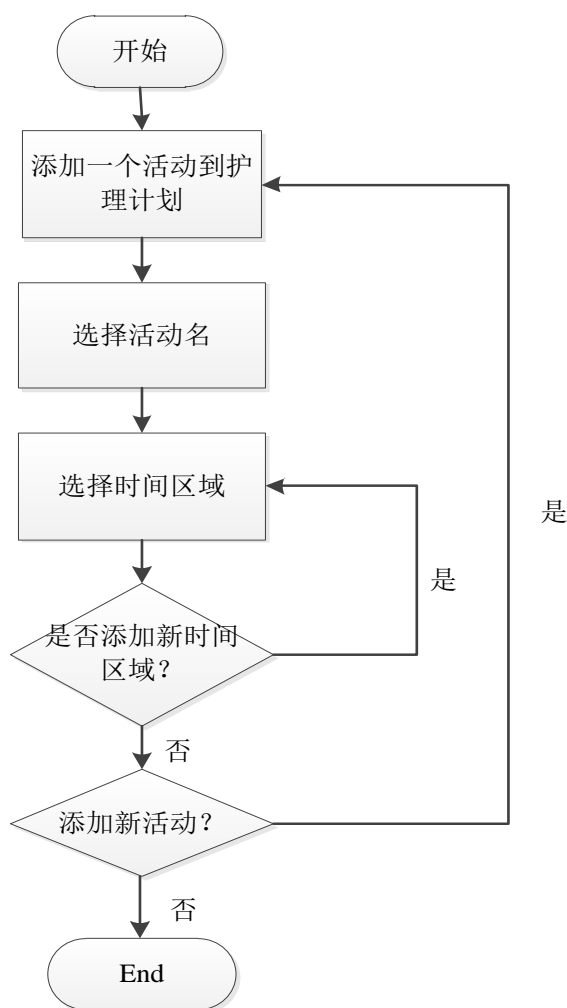 开始
添加一个活动到护
理计划
选择活动名
选择时间区域
是
是
是否添加新时间
区域？
否
添加新活动？
否
End